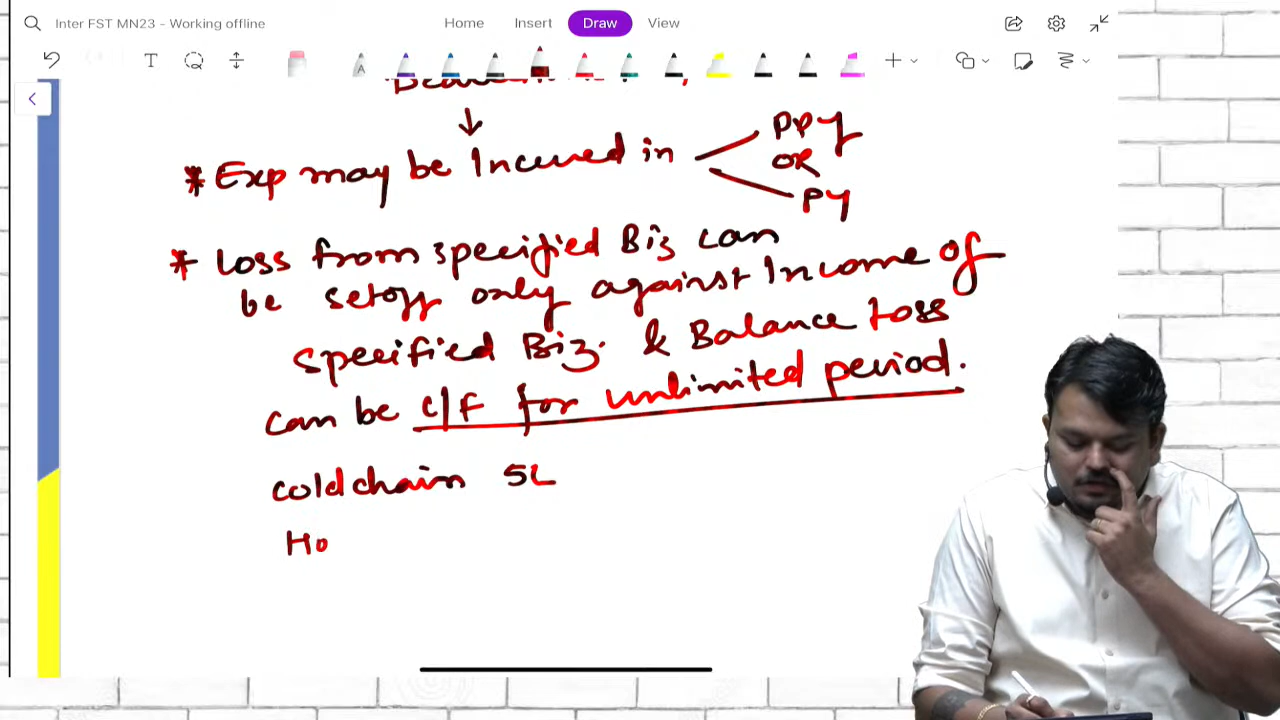 Inter FST MN23 - Working offline
Home Insert Draw View
T
A
↓
* Exp may be Incurred in < PPY
OR
PY
* Loss from specified Biz can
be setoff only against Income of
specified Biz. & Balance Loss
can be c/f for unlimited period.
cold chain 5L
Ho